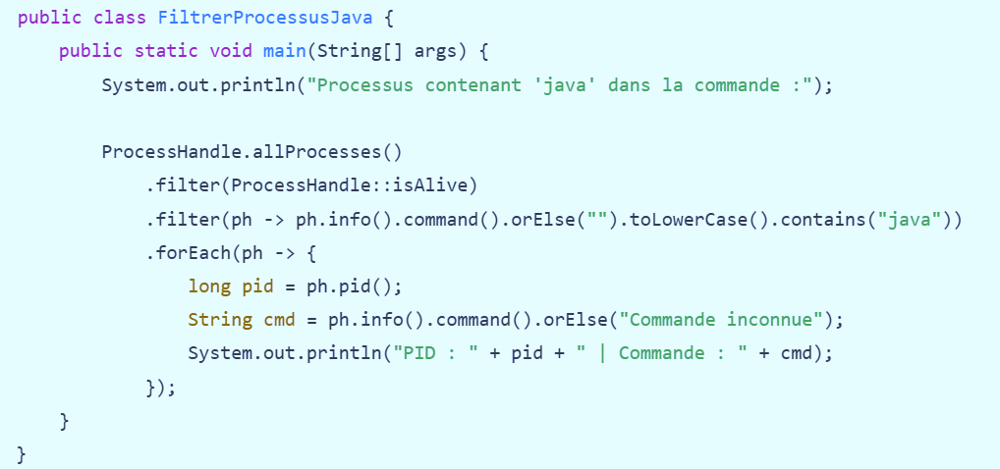 public class FiltrerProcessusJava {
    public static void main(String[] args) {
        System.out.println("Processus contenant 'java' dans la commande :");

        ProcessHandle.allProcesses()
            .filter(ProcessHandle::isAlive)
            .filter(ph -> ph.info().command().orElse("").toLowerCase().contains("java"))
            .forEach(ph -> {
                long pid = ph.pid();
                String cmd = ph.info().command().orElse("Commande inconnue");
                System.out.println("PID : " + pid + " | Commande : " + cmd);
            });
    }
}